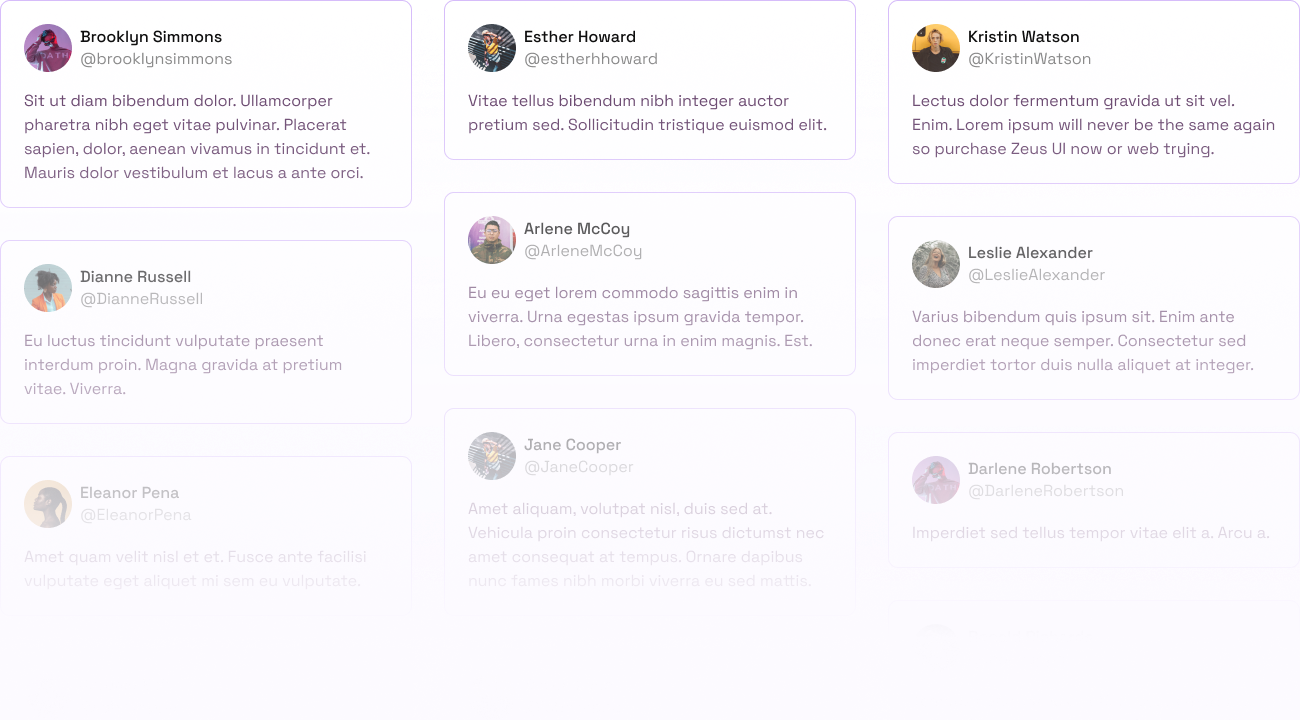 Brooklyn Simmons
@brooklynsimmons
Sit ut diam bibendum dolor. Ullamcorper
pharetra nibh eget vitae pulvinar. Placerat
sapien, dolor, aenean vivamus in tincidunt et.
Mauris dolor vestibulum et lacus a ante orci.
Dianne Russell
@DianneRussell
Eu luctus tincidunt vulputate praesent
interdum proin. Magna gravida at pretium
vitae. Viverra.
Eleanor Pena
@EleanorPena
Amet quam velit nisl et et. Fusce ante facilisi
vulputate eget aliquet mi sem eu vulputate.
Esther Howard
@estherhhoward
Vitae tellus bibendum nibh integer auctor
pretium sed. Sollicitudin tristique euismod elit.
Arlene McCoy
@ArleneMcCoy
Eu eu eget lorem commodo sagittis enim in
viverra. Urna egestas ipsum gravida tempor.
Libero, consectetur urna in enim magnis. Est.
Jane Cooper
@JaneCooper
Amet aliquam, volutpat nisl, duis sed at.
Vehicula proin consectetur risus dictumst nec
amet consequat at tempus. Ornare dapibus
nunc fames nibh morbi viverra eu sed mattis.
Kristin Watson
@KristinWatson
Lectus dolor fermentum gravida ut sit vel.
Enim. Lorem ipsum will never be the same again
so purchase Zeus UI now or web trying.
Leslie Alexander
@LeslieAlexander
Varius bibendum quis ipsum sit. Enim ante
donec erat neque semper. Consectetur sed
imperdiet tortor duis nulla aliquet at integer.
Darlene Robertson
@DarleneRobertson
Imperdiet sed tellus tempor vitae elit a. Arcu a.